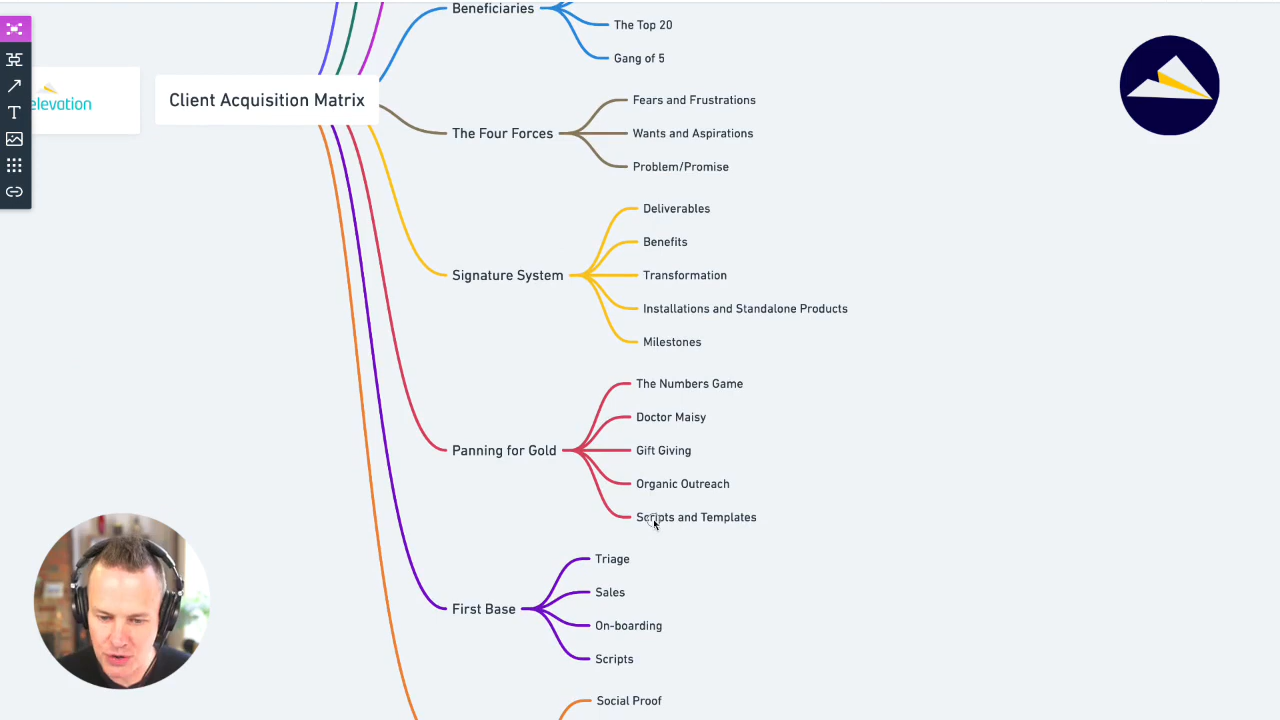 Beneficiaries
The Top 20
Gang of 5
elevation
Client Acquisition Matrix
The Four Forces
Fears and Frustrations
Wants and Aspirations
Problem/Promise
Signature System
Deliverables
Benefits
Transformation
Installations and Standalone Products
Milestones
Panning for Gold
The Numbers Game
Doctor Maisy
Gift Giving
Organic Outreach
Scripts and Templates
First Base
Triage
Sales
On-boarding
Scripts
Social Proof
T